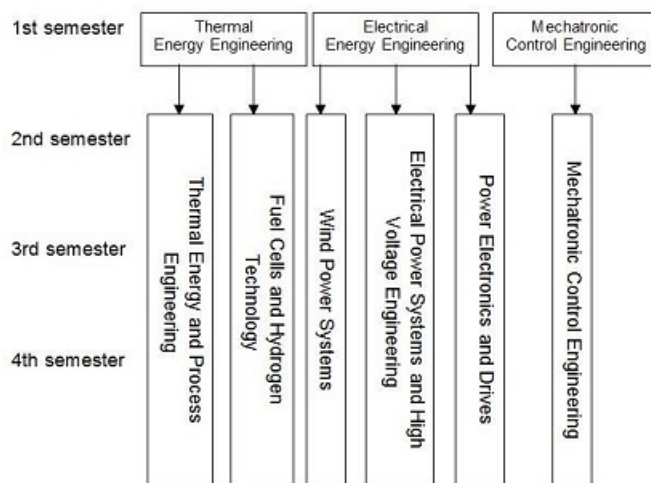 1st semester
Thermal
Energy Engineering
Electrical
Energy Engineering
Mechatronic
Control Engineering
2nd semester
3rd semester
4th semester
Thermal Energy and Process
Engineering
Fuel Cells and Hydrogen
Technology
Wind Power Systems
Electrical Power Systems and High
Voltage Engineering
Power Electronics and Drives
Mechatronic Control Engineering